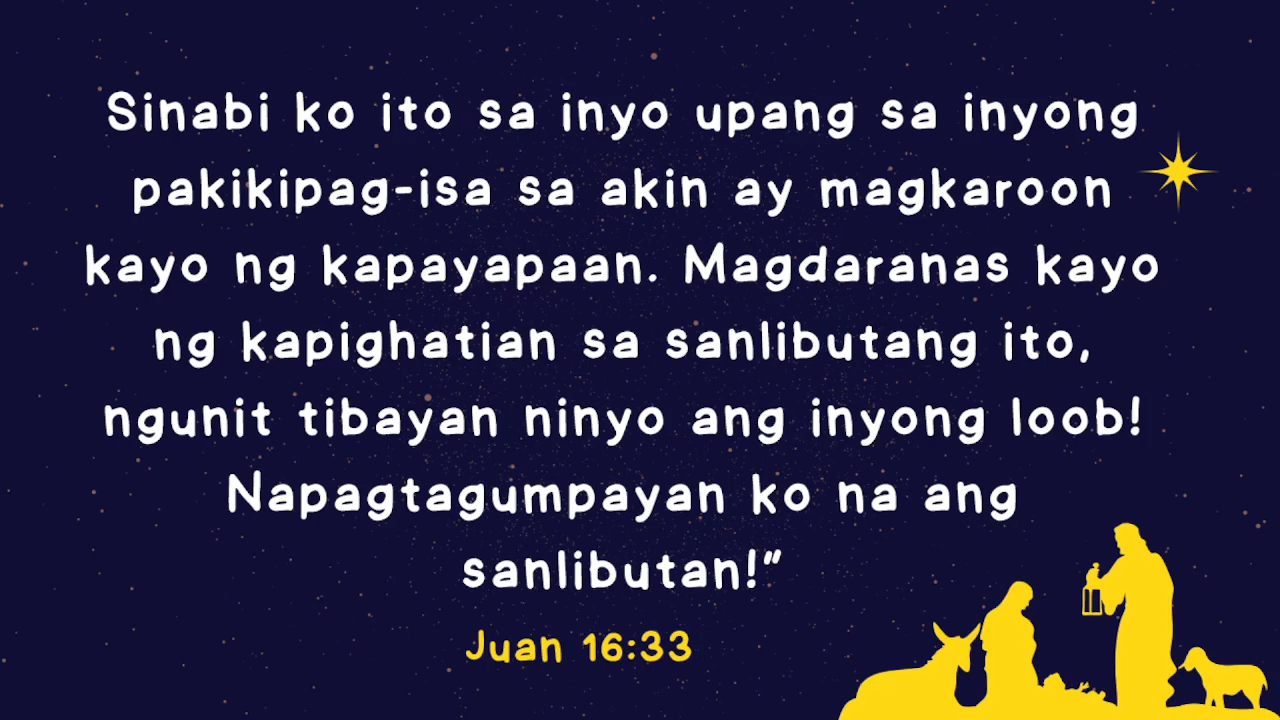 Sinabi ko ito sa inyo upang sa inyong
pakikipag-isa sa akin ay magkaroon
kayo ng kapayapaan. Magdaranas kayo
ng kapighatian sa sanlibutang ito,
ngunit tibayan ninyo ang inyong loob!
Napagtagumpayan ko na ang
sanlibutan!”
Juan 16:33